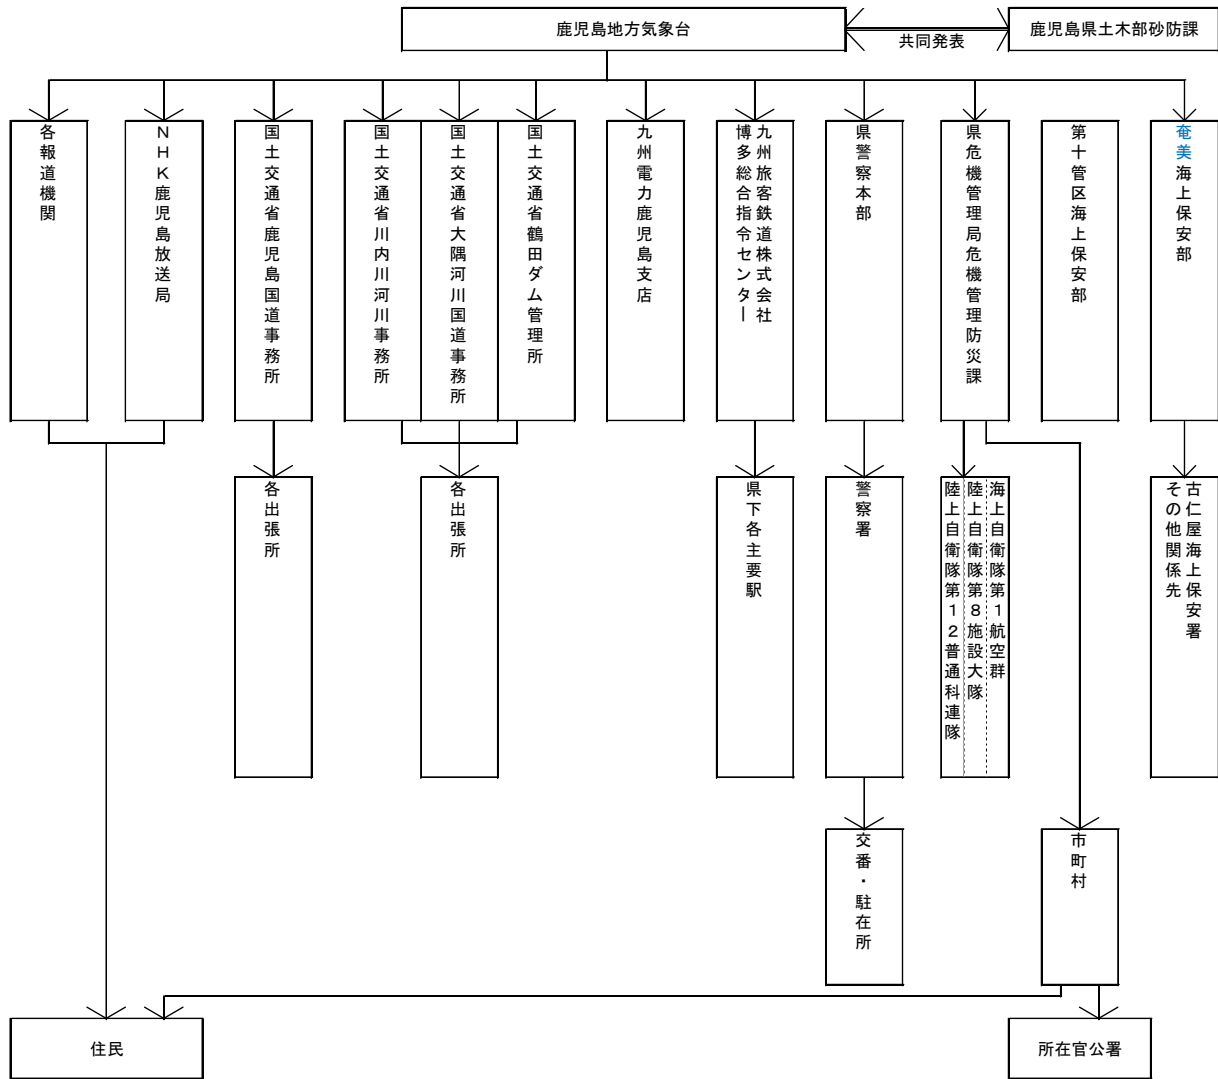 鹿児島地方気象台
共同発表
鹿児島県土木部砂防課
各報道機関
NHK鹿児島放送局
国土交通省鹿児島国道事務所
国土交通省川内川河川事務所
国土交通省大隅河川国道事務所
国土交通省鶴田ダム管理所
九州電力鹿児島支店
九州旅客鉄道株式会社
博多総合指令センター
県警察本部
県危機管理局危機管理防災課
第十管区海上保安部
奄美海上保安部
各出張所
各出張所
県下各主要駅
警察署
海上自衛隊第1航空群
陸上自衛隊第8施設大隊
陸上自衛隊第12普通科連隊
古仁屋海上保安署
その他関係先
交番・駐在所
市町村
住民
所在官公署